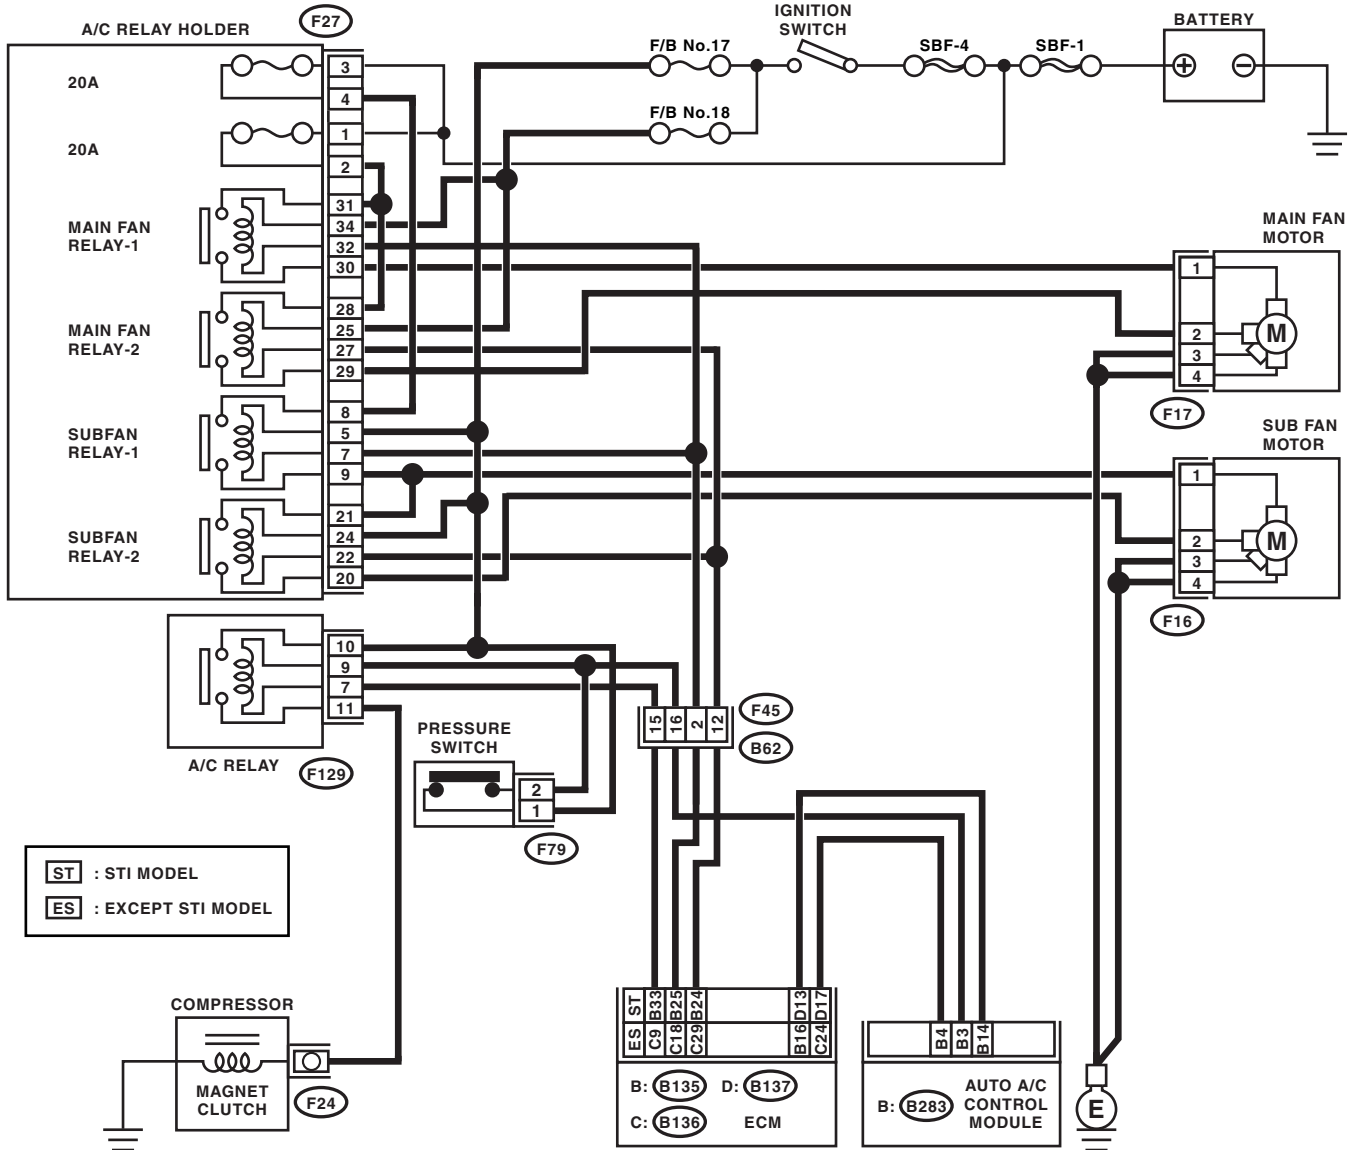 A/C RELAY HOLDER
F27
20A
20A
MAIN FAN
RELAY-1
MAIN FAN
RELAY-2
SUBFAN
RELAY-1
SUBFAN
RELAY-2
3
4
1
2
31
34
32
30
28
25
27
29
8
5
7
9
21
24
22
20
F/B No.17
F/B No.18
IGNITION
SWITCH
SBF-4
SBF-1
BATTERY
MAIN FAN
MOTOR
1
2
3
4
M
F17
SUB FAN
MOTOR
1
2
3
4
M
F16
10
9
7
11
A/C RELAY
F129
PRESSURE
SWITCH
2
1
F79
15
16
2
12
F45
B62
ST : STI MODEL
ES : EXCEPT STI MODEL
COMPRESSOR
MAGNET
CLUTCH
F24
ST B33 B25 B24 D13 D17
ES C9 C18 C29 B16 C24
B: B135 D: B137
C: B136 ECM
B4 B3 B14
B: B283
AUTO A/C
CONTROL
MODULE
E